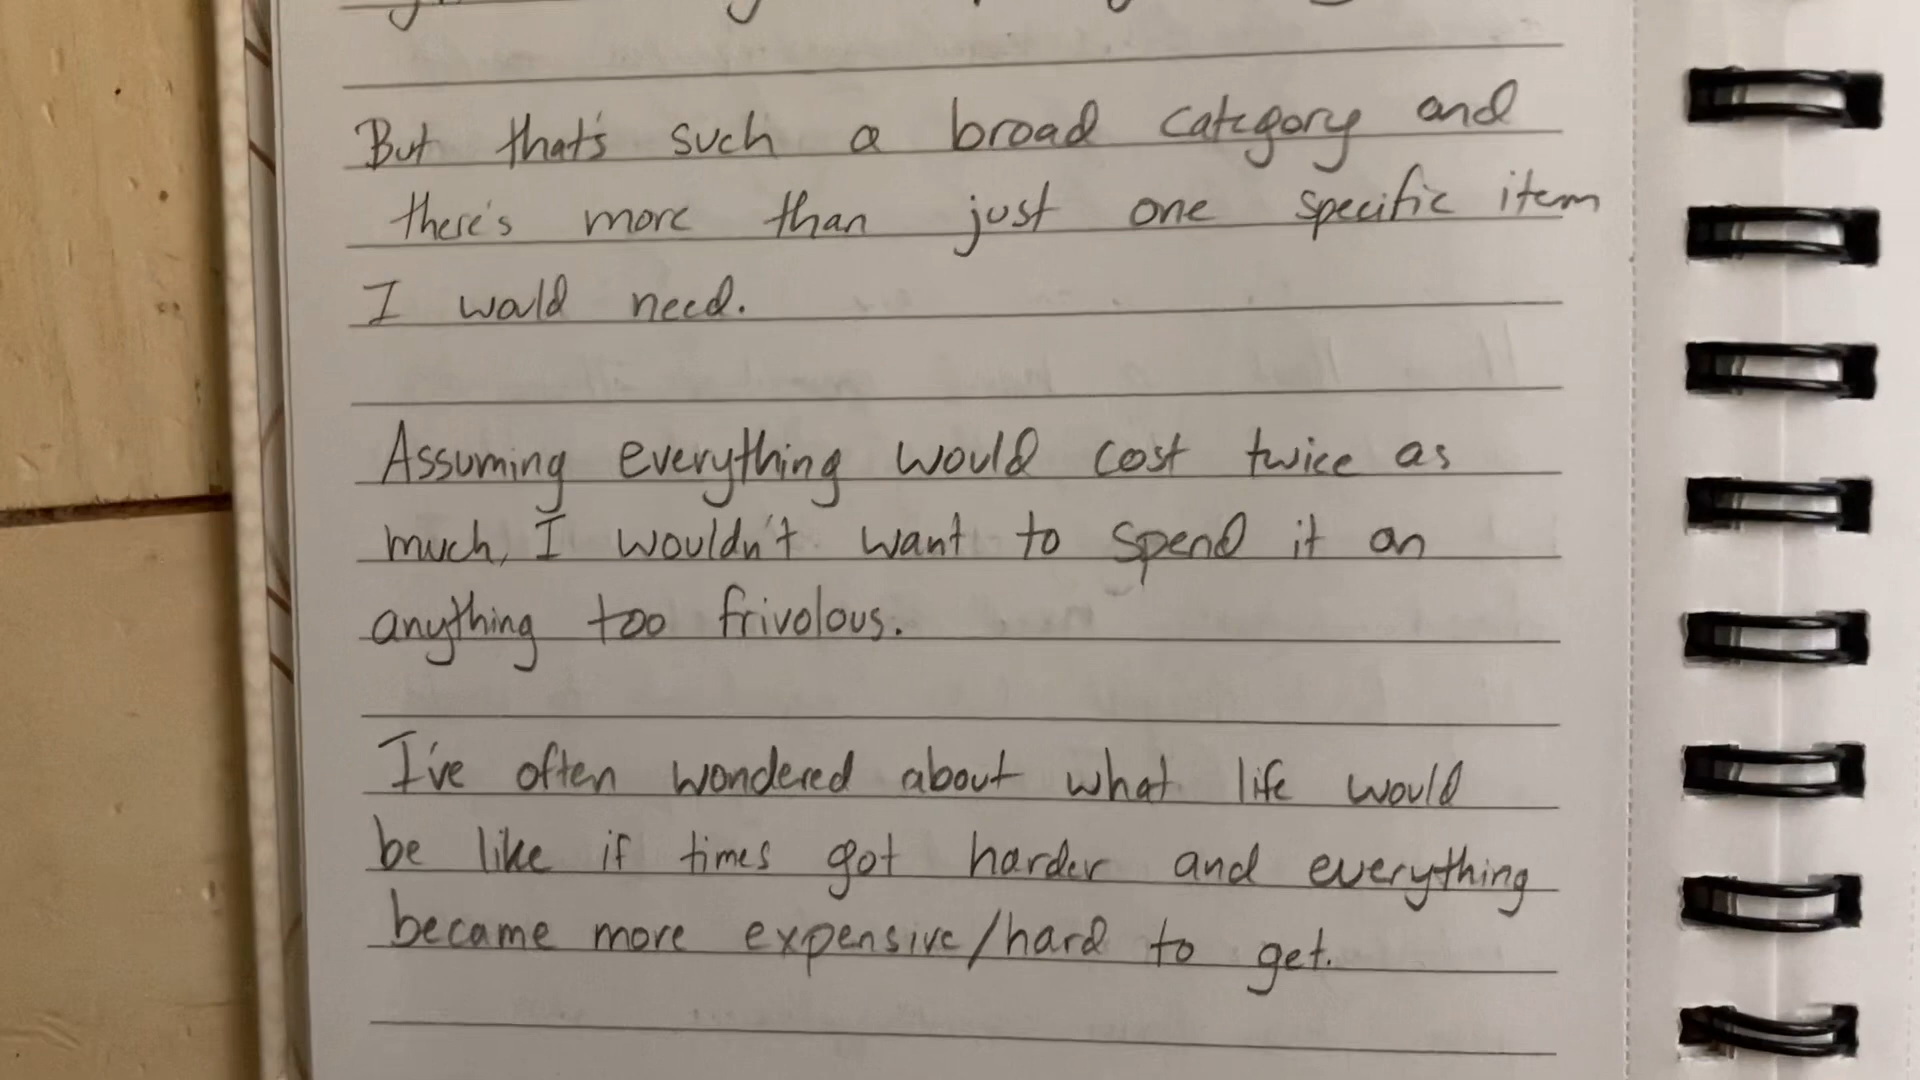 But that's such a broad category and
there's more than just one specific item
I would need.
Assuming everything would cost twice as
much, I wouldn't want to spend it on
anything too frivolous.
I've often wondered about what life would
be like if times got harder and everything
became more expensive/hard to get.